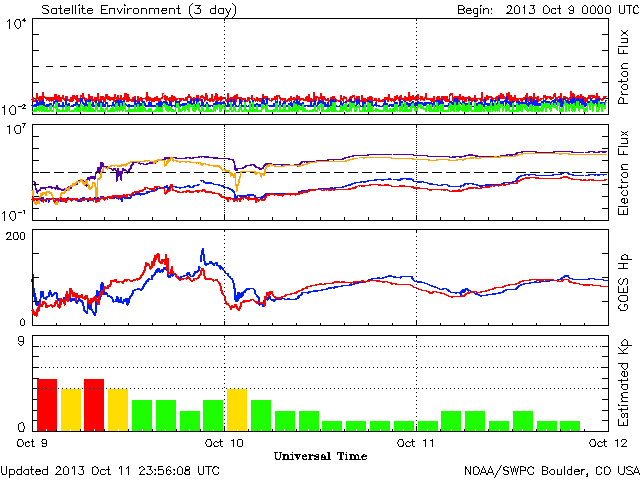 Satellite Environment (3 day) Begin: 2013 Oct 9 0000 UTC
10⁴
10⁻²
Proton Flux
10⁷
10⁻¹
Electron Flux
200
100
0
GOES Hp
9
0
Estimated Kp
Oct 9 Oct 10 Oct 11 Oct 12
Universal Time
Updated 2013 Oct 11 23:56:08 UTC NOAA/SWPC Boulder, CO USA